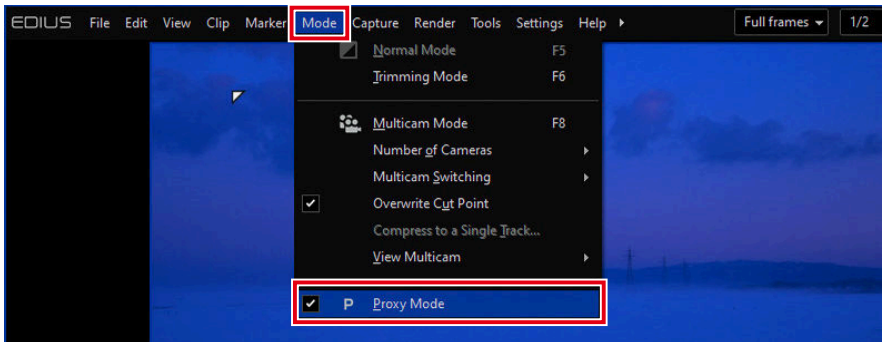 EDIUS File Edit View Clip Marker Mode Capture Render Tools Settings Help Full frames 1/2
Normal Mode F5
Trimming Mode F6
Multicam Mode F8
Number of Cameras
Multicam Switching
Overwrite Cut Point
Compress to a Single Track...
View Multicam
P Proxy Mode